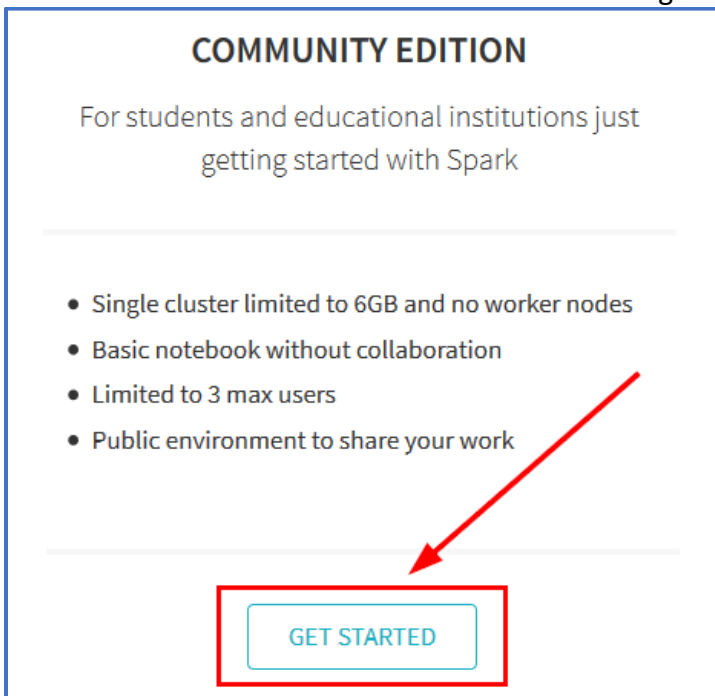 COMMUNITY EDITION
For students and educational institutions just
getting started with Spark
• Single cluster limited to 6GB and no worker nodes
• Basic notebook without collaboration
• Limited to 3 max users
• Public environment to share your work
GET STARTED